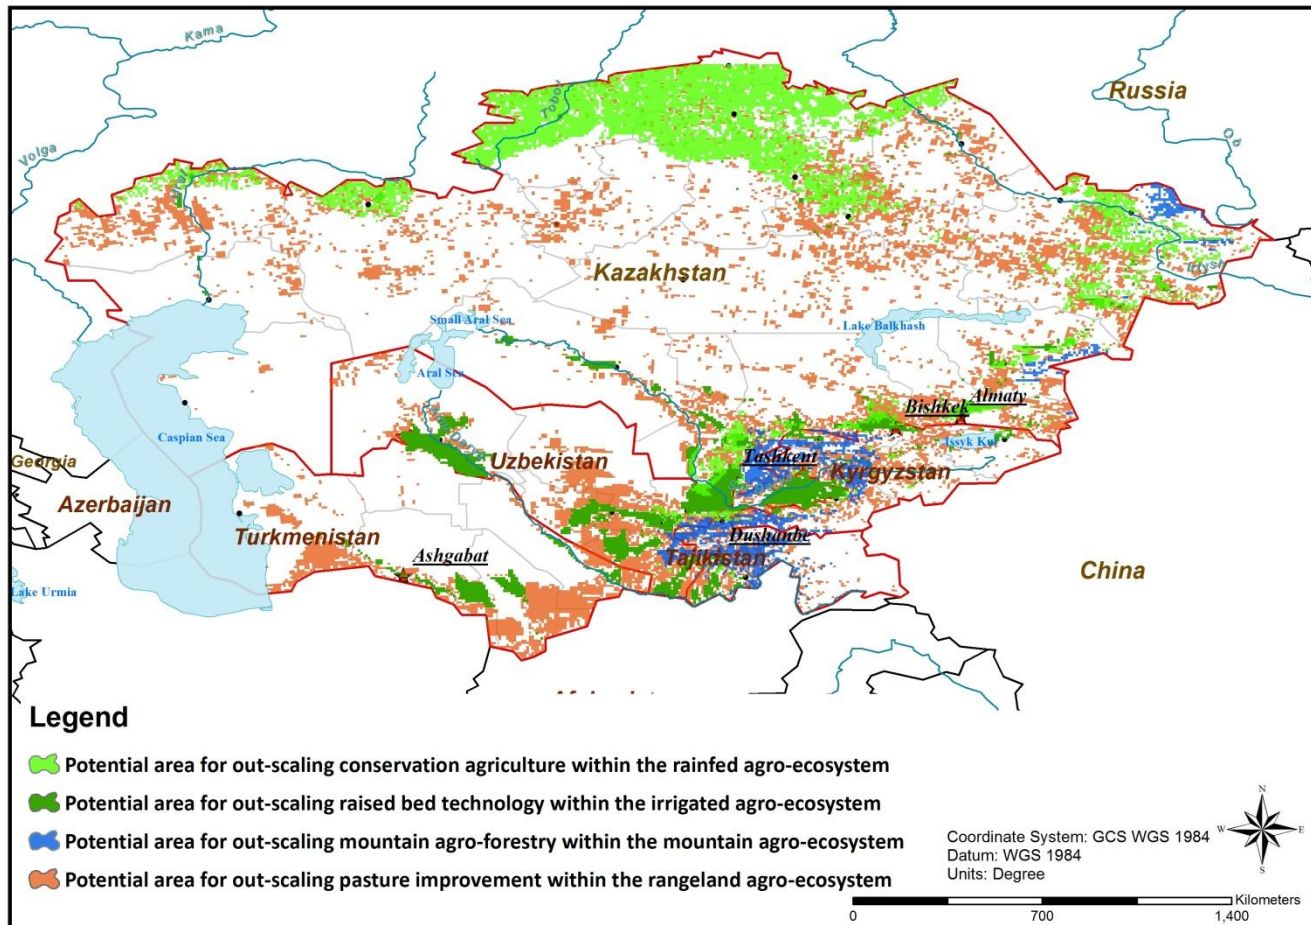 Kama
Russia
Tobol
Ob
Volga
Kazakhstan
Irtysh
Small Aral Sea
Lake Balkhash
Aral Sea
Almaty
Bishkek
Caspian Sea
Issyk Kul
Georgia
Uzbekistan
Tashkent
Kyrgyzstan
Azerbaijan
Turkmenistan
Dushanbe
Ashgabat
Tajikistan
China
Lake Urmia
Legend
Potential area for out-scaling conservation agriculture within the rainfed agro-ecosystem
Potential area for out-scaling raised bed technology within the irrigated agro-ecosystem
Potential area for out-scaling mountain agro-forestry within the mountain agro-ecosystem
Potential area for out-scaling pasture improvement within the rangeland agro-ecosystem
N
W
E
S
Coordinate System: GCS WGS 1984
Datum: WGS 1984
Units: Degree
Kilometers
0 700 1,400